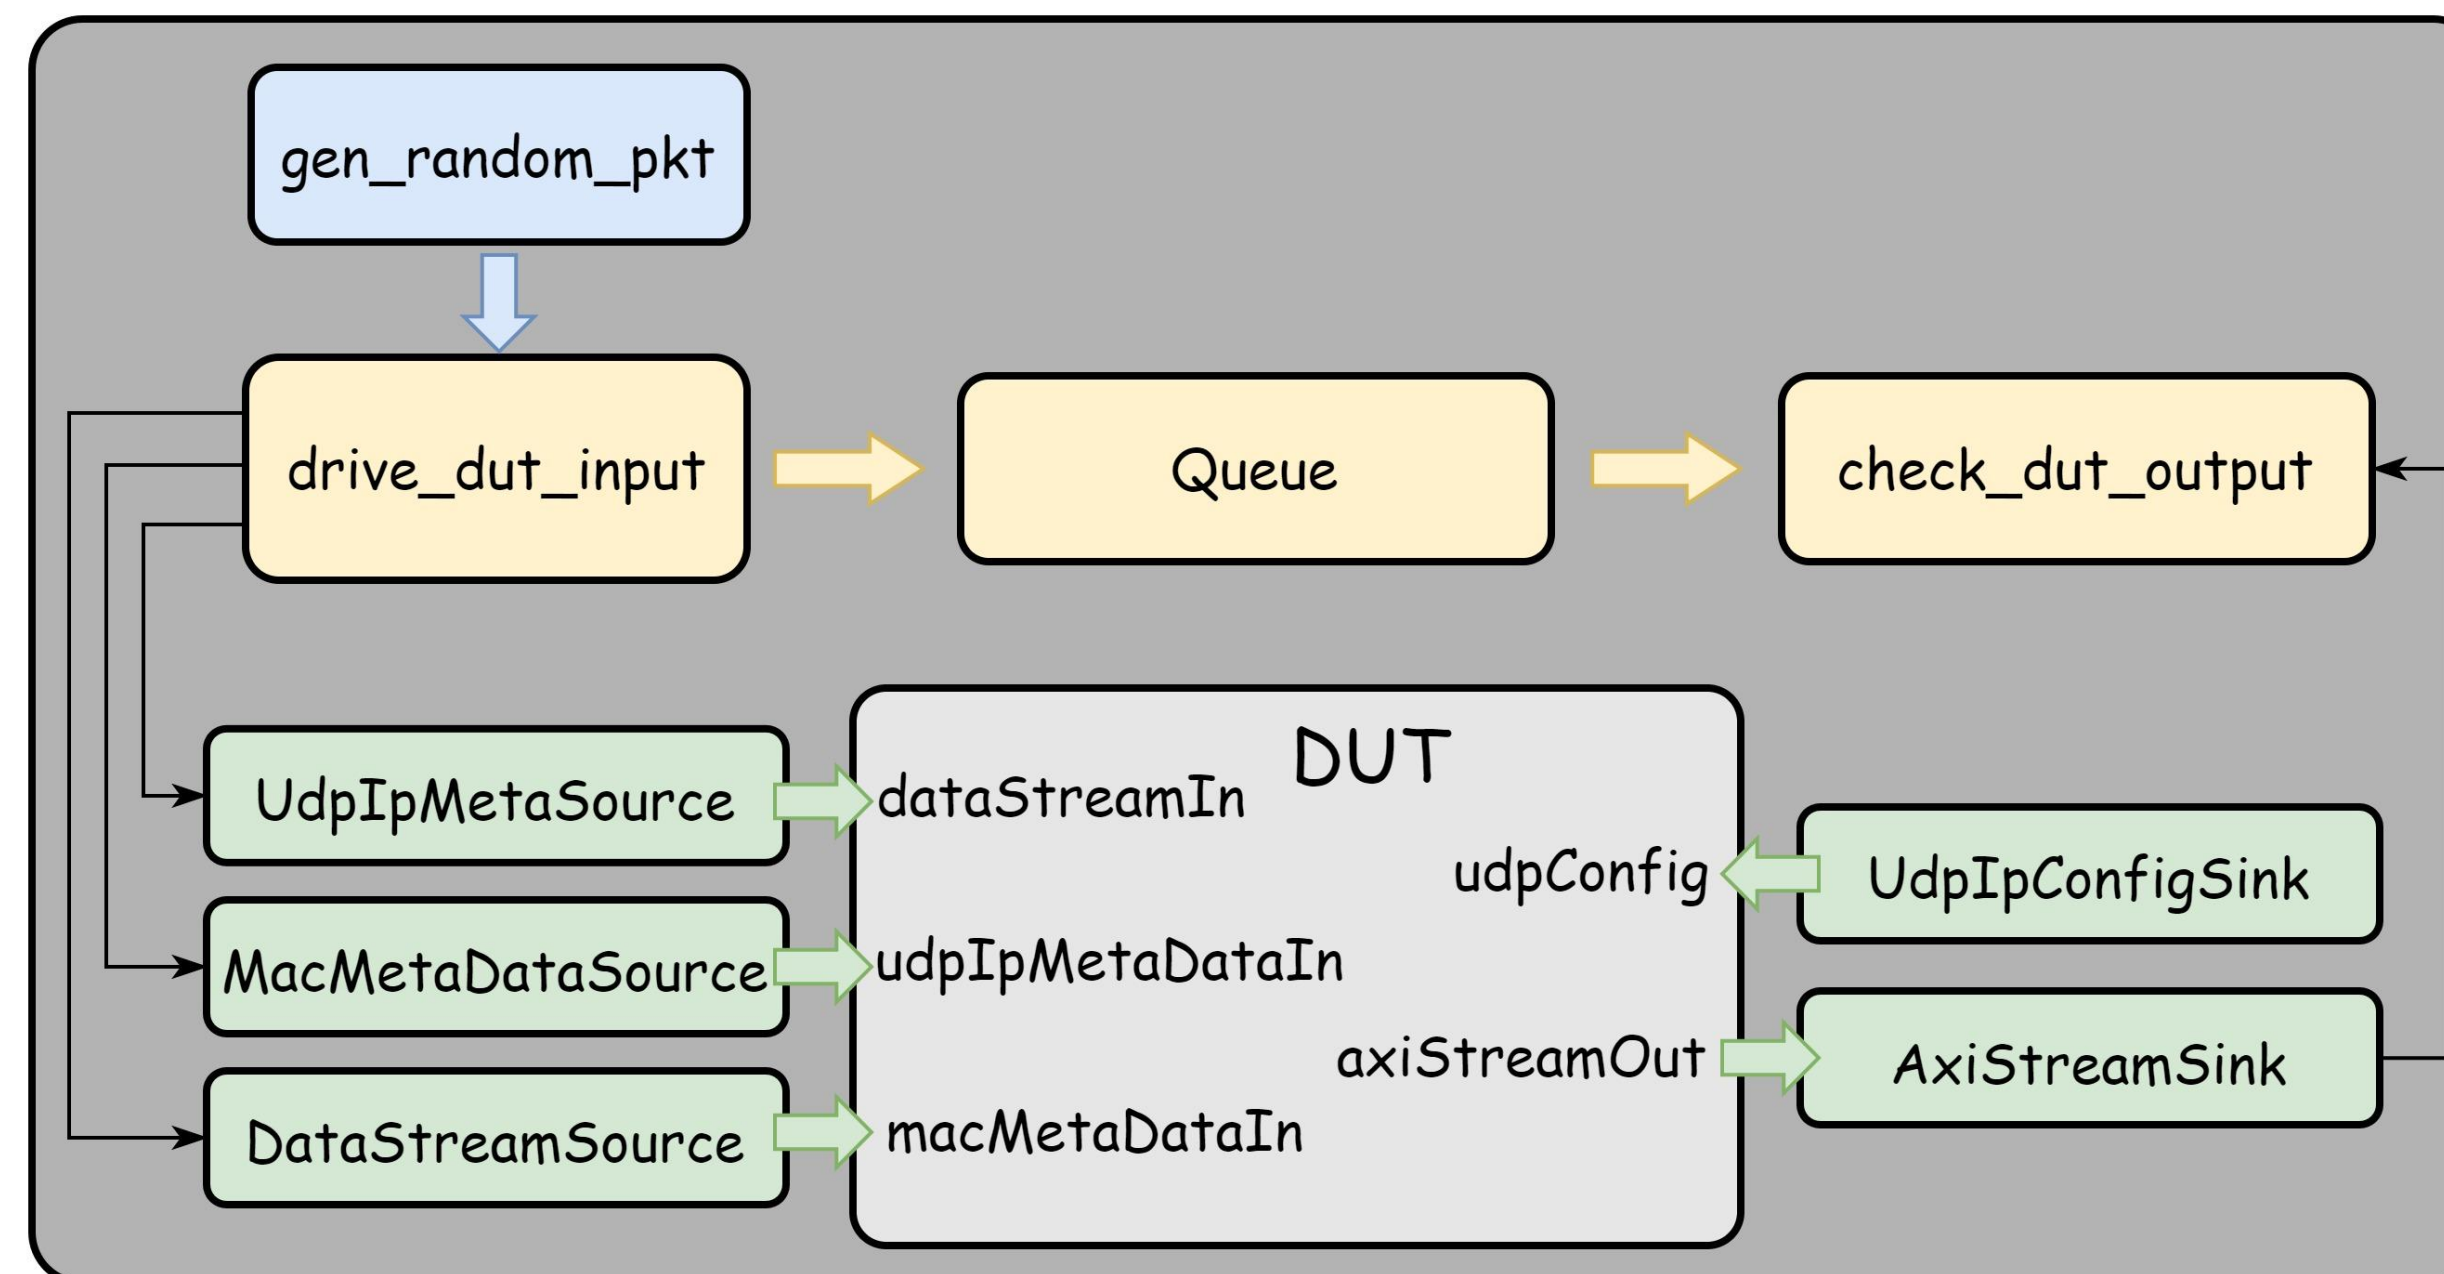 gen_random_pkt
drive_dut_input
Queue
check_dut_output
DUT
UdpIpMetaSource
dataStreamIn
udpConfig
UdpIpConfigSink
MacMetaDataSource
udpIpMetaDataIn
axiStreamOut
AxiStreamSink
DataStreamSource
macMetaDataIn